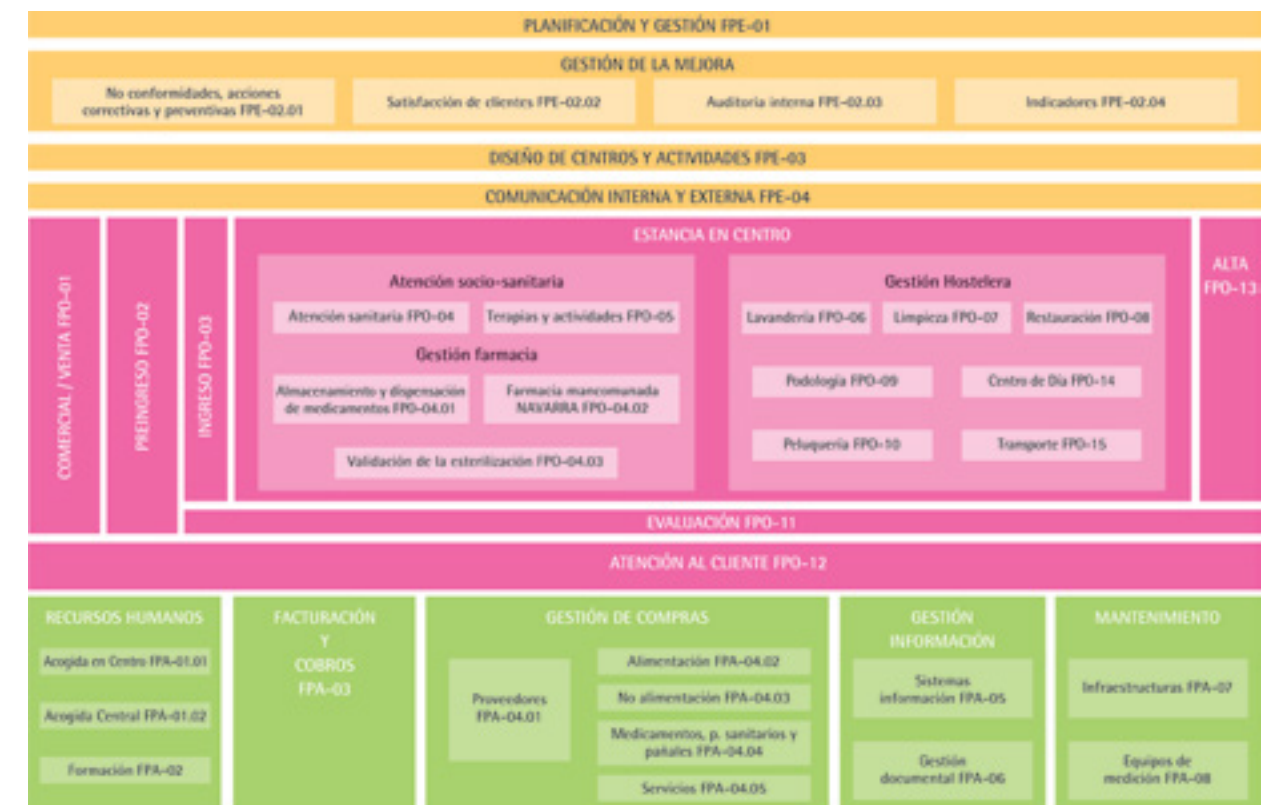 PLANIFICACIÓN Y GESTIÓN FPE-01
GESTIÓN DE LA MEJORA
No conformidades, acciones
correctivas y preventivas FPE-02.01
Satisfacción de clientes FPE-02.02
Auditoría interna FPE-02.03
Indicadores FPE-02.04
DISEÑO DE CENTROS Y ACTIVIDADES FPE-03
COMUNICACIÓN INTERNA Y EXTERNA FPE-04
COMERCIAL / VENTA FPO-01
PREINGRESO FPO-02
INGRESO FPO-03
ESTANCIA EN CENTRO
Atención socio-sanitaria
Atención sanitaria FPO-04
Terapias y actividades FPO-05
Gestión farmacia
Almacenamiento y dispensación
de medicamentos FPO-04.01
Farmacia mancomunada
NAVARRA FPO-04.02
Validación de la esterilización FPO-04.03
Gestión Hostelera
Lavandería FPO-06
Limpieza FPO-07
Restauración FPO-08
Podología FPO-09
Centro de Día FPO-14
Peluquería FPO-10
Transporte FPO-15
ALTA
FPO-13
EVALUACIÓN FPO-11
ATENCIÓN AL CLIENTE FPO-12
RECURSOS HUMANOS
Acogida en Centro FPA-01.01
Acogida Central FPA-01.02
Formación FPA-02
FACTURACIÓN
Y
COBROS
FPA-03
GESTIÓN DE COMPRAS
Proveedores
FPA-04.01
Alimentación FPA-04.02
No alimentación FPA-04.03
Medicamentos, p. sanitarios y
pañales FPA-04.04
Servicios FPA-04.05
GESTIÓN
INFORMACIÓN
Sistemas
información FPA-05
Gestión
documental FPA-06
MANTENIMIENTO
Infraestructuras FPA-07
Equipos de
medición FPA-08